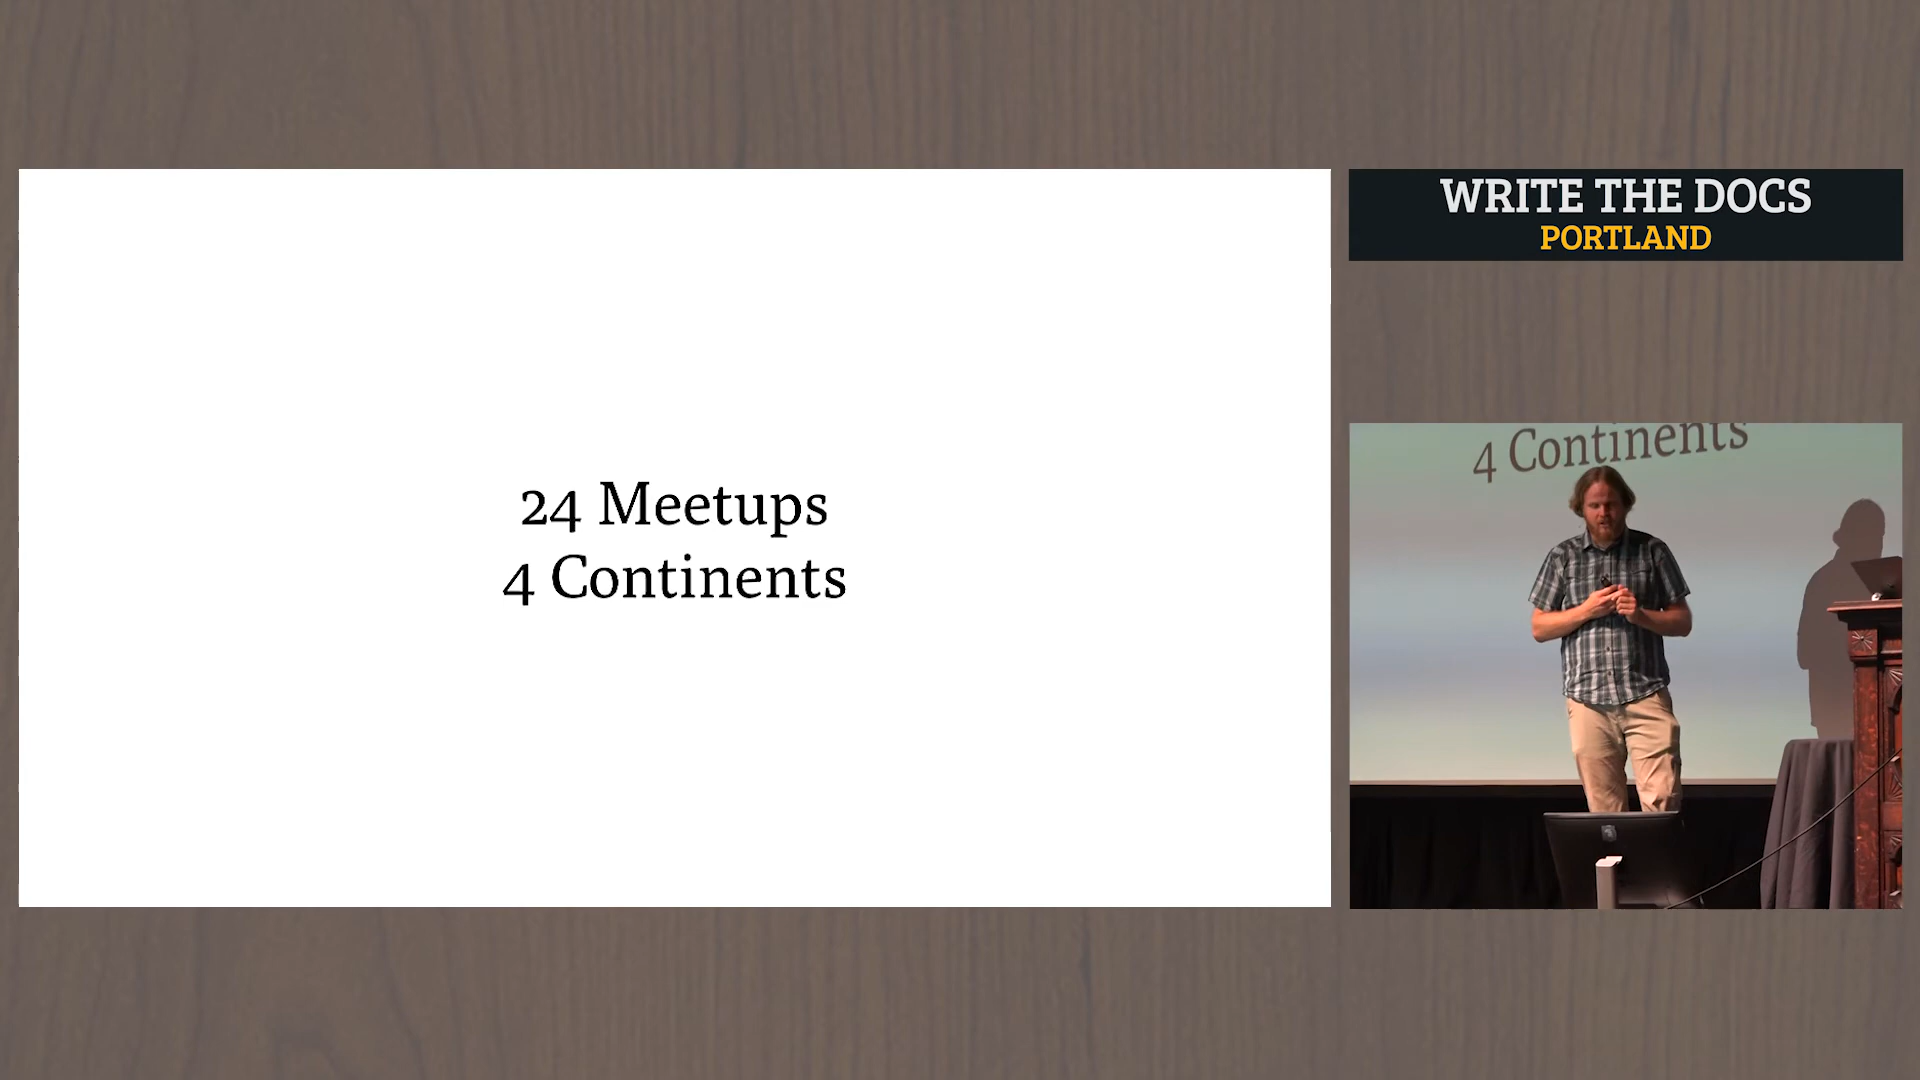 24 Meetups
4 Continents
WRITE THE DOCS
PORTLAND
4 Continents